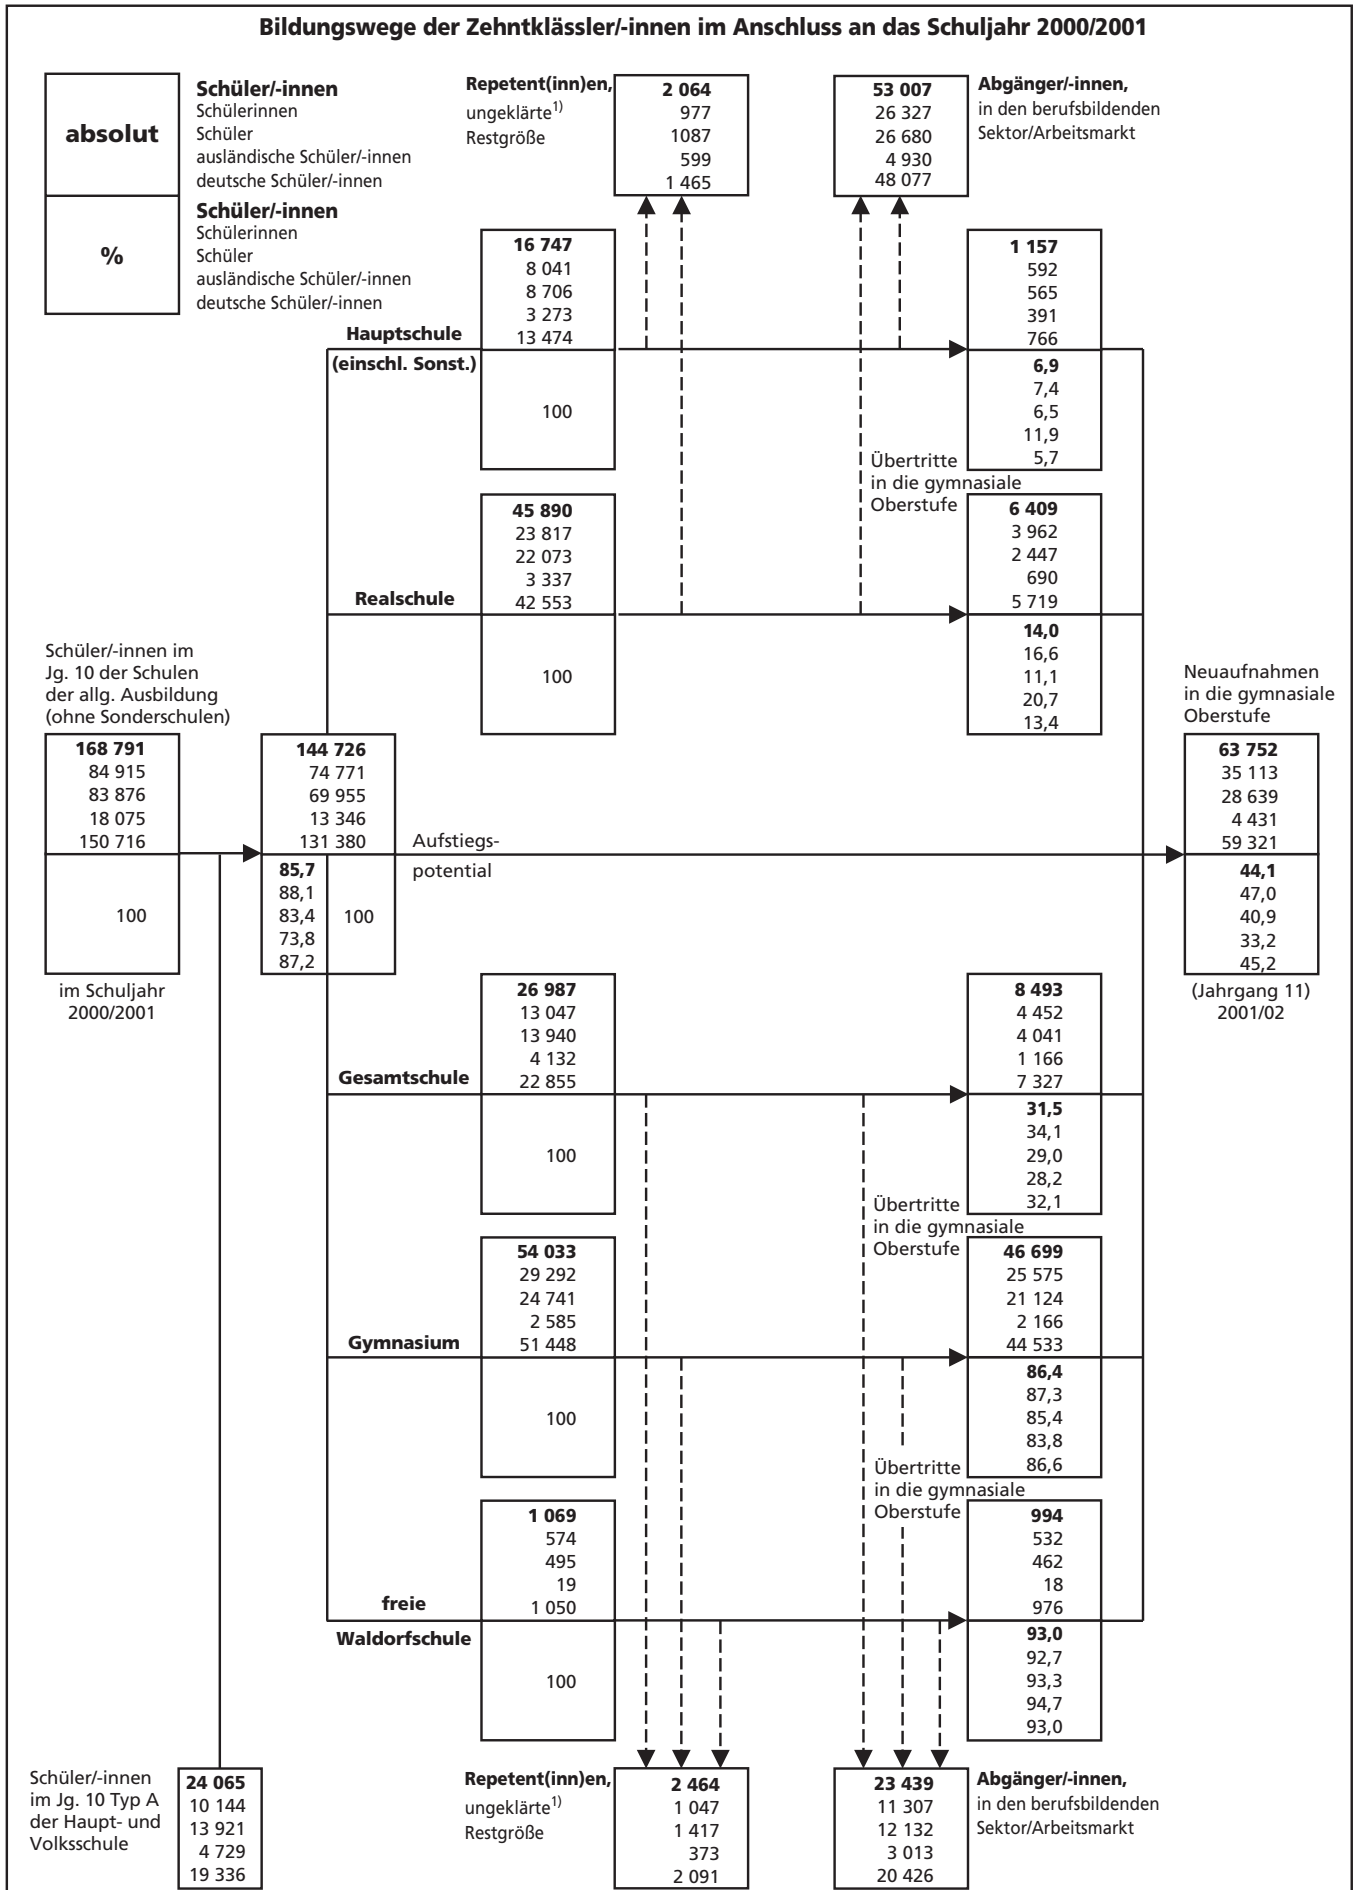 Bildungswege der Zehntklässler/-innen im Anschluss an das Schuljahr 2000/2001
absolut
Schüler/-innen
Schülerinnen
Schüler
ausländische Schüler/-innen
deutsche Schüler/-innen
%
Schüler/-innen
Schülerinnen
Schüler
ausländische Schüler/-innen
deutsche Schüler/-innen
Repetent(inn)en,
ungeklärte1)
Restgröße
2 064
977
1087
599
1 465
53 007
26 327
26 680
4 930
48 077
Abgänger/-innen,
in den berufsbildenden
Sektor/Arbeitsmarkt
Hauptschule
(einschl. Sonst.)
16 747
8 041
8 706
3 273
13 474
100
1 157
592
565
391
766
6,9
7,4
6,5
11,9
5,7
Übertritte
in die gymnasiale
Oberstufe
Realschule
45 890
23 817
22 073
3 337
42 553
100
6 409
3 962
2 447
690
5 719
14,0
16,6
11,1
20,7
13,4
Schüler/-innen im
Jg. 10 der Schulen
der allg. Ausbildung
(ohne Sonderschulen)
168 791
84 915
83 876
18 075
150 716
100
im Schuljahr
2000/2001
144 726
74 771
69 955
13 346
131 380
85,7
88,1
83,4
73,8
87,2
100
Aufstiegs-
potential
Neuaufnahmen
in die gymnasiale
Oberstufe
63 752
35 113
28 639
4 431
59 321
44,1
47,0
40,9
33,2
45,2
(Jahrgang 11)
2001/02
Gesamtschule
26 987
13 047
13 940
4 132
22 855
100
8 493
4 452
4 041
1 166
7 327
31,5
34,1
29,0
28,2
32,1
Übertritte
in die gymnasiale
Oberstufe
Gymnasium
54 033
29 292
24 741
2 585
51 448
100
46 699
25 575
21 124
2 166
44 533
86,4
87,3
85,4
83,8
86,6
Übertritte
in die gymnasiale
Oberstufe
freie
Waldorfschule
1 069
574
495
19
1 050
100
994
532
462
18
976
93,0
92,7
93,3
94,7
93,0
Schüler/-innen
im Jg. 10 Typ A
der Haupt- und
Volksschule
24 065
10 144
13 921
4 729
19 336
Repetent(inn)en,
ungeklärte1)
Restgröße
2 464
1 047
1 417
373
2 091
23 439
11 307
12 132
3 013
20 426
Abgänger/-innen,
in den berufsbildenden
Sektor/Arbeitsmarkt